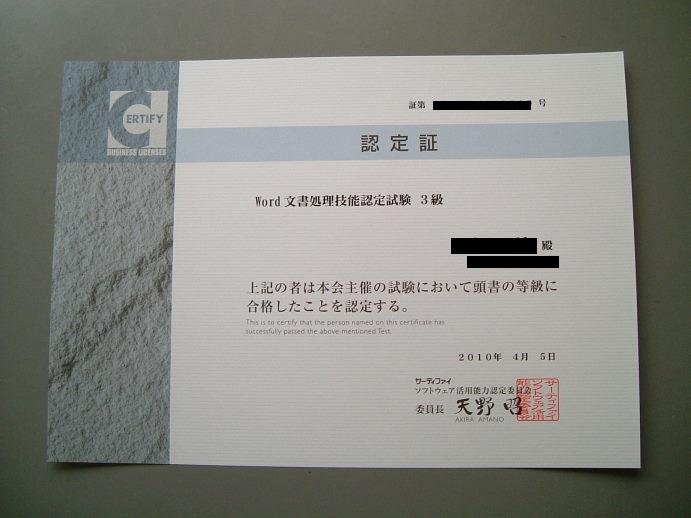 CERTIFY
BUSINESS LICENSES
証第 号
認定証
Word文書処理技能認定試験 3級
殿
上記の者は本会主催の試験において頭書の等級に
合格したことを認定する。
This is to certify that the person named on this certificate has
successfully passed the above-mentioned Test.
2010年 4月 5日
サーティファイ
ソフトウェア活用能力認定委員会
委員長 天野 昭
AKIRA AMANO